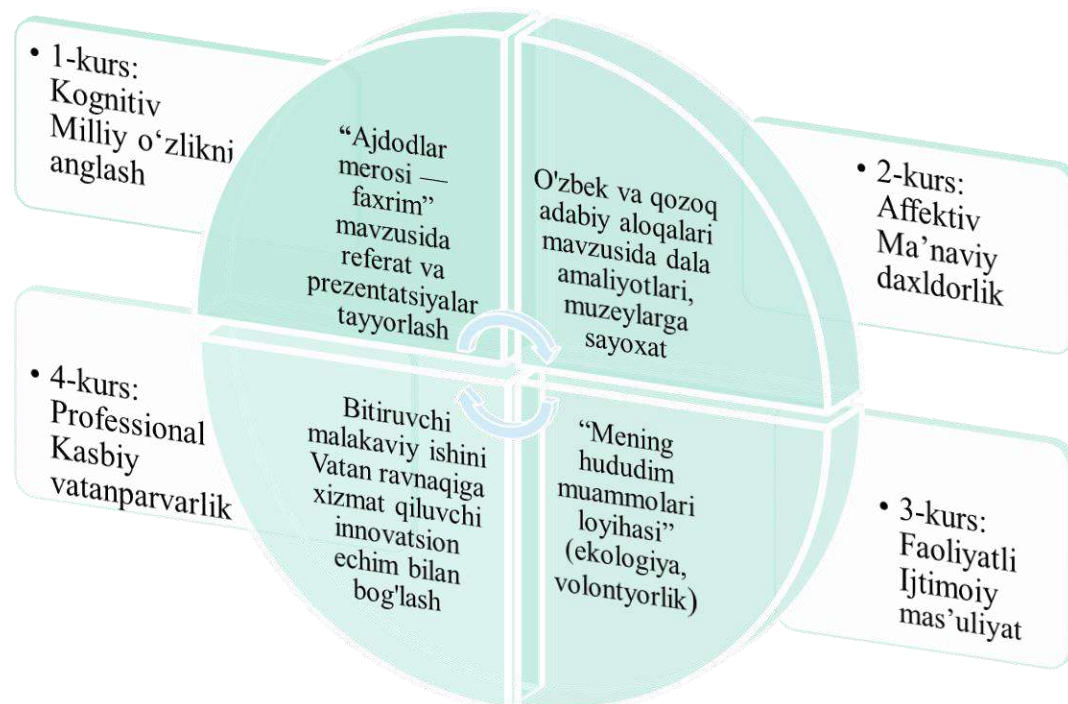 • 1-kurs:
Kognitiv
Milliy o‘zlikni
anglash
“Ajdodlar
merosi —
faxrim”
mavzusida
referat va
prezentatsiyalar
tayyorlash
O'zbek va qozoq
adabiy aloqalari
mavzusida dala
amaliyotlari,
muzeylarga
sayoxat
• 2-kurs:
Affektiv
Ma’naviy
daxldorlik
• 4-kurs:
Professional
Kasbiy
vatanparvarlik
Bitiruvchi
malakaviy ishini
Vatan ravnaqiga
xizmat qiluvchi
innovatsion
echim bilan
bog'lash
“Mening
hududim
muammolari
loyihasi”
(ekologiya,
volontyorlik)
• 3-kurs:
Faoliyatli
Ijtimoiy
mas’uliyat